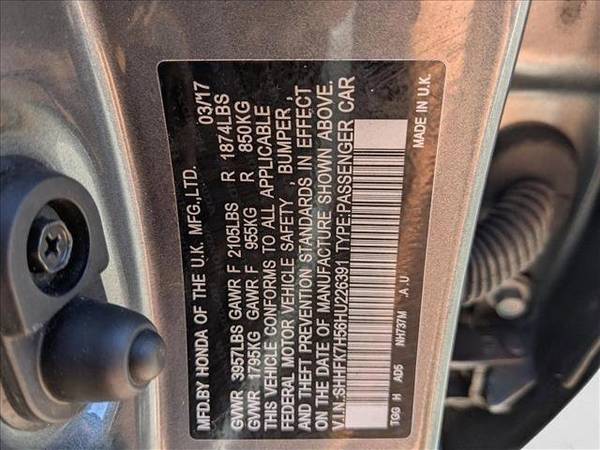 MFD.BY HONDA OF THE U.K. MFG.,LTD. 03/17
GVWR 3957LBS GAWR F 2105LBS R 1874LBS
GVWR 1795KG GAWR F 955KG R 850KG
THIS VEHICLE CONFORMS TO ALL APPLICABLE
FEDERAL MOTOR VEHICLE SAFETY , BUMPER ,
AND THEFT PREVENTION STANDARDS IN EFFECT
ON THE DATE OF MANUFACTURE SHOWN ABOVE.
V.I.N.:SHHFK7H56HU226391 TYPE:PASSENGER CAR
TGG H AD5 NH737M .A .U MADE IN U.K.